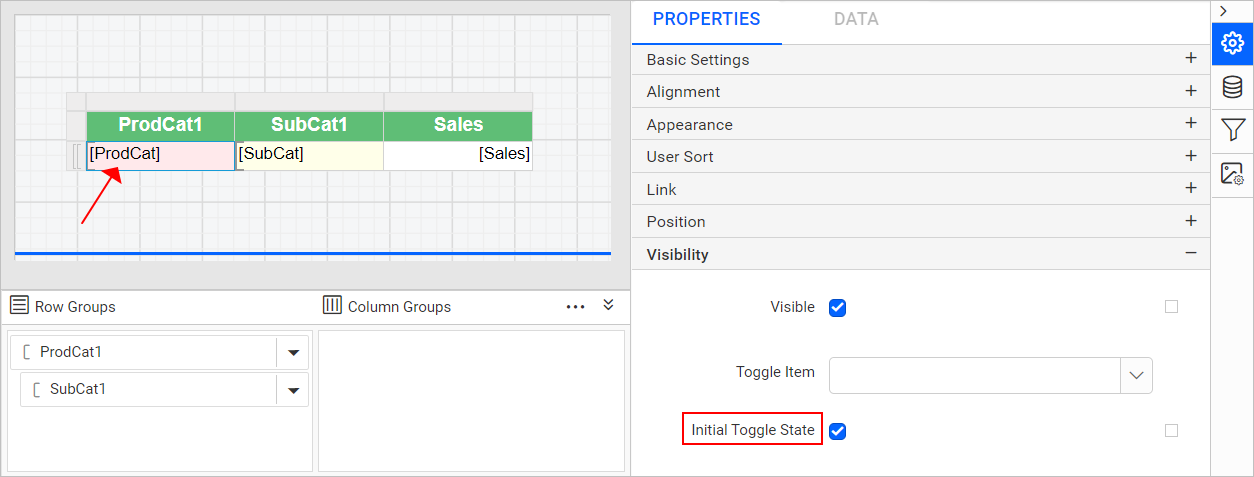 PROPERTIES DATA
Basic Settings
Alignment
Appearance
User Sort
Link
Position
Visibility
Visible
Toggle Item
Initial Toggle State
ProdCat1 SubCat1 Sales
[ProdCat] [SubCat] [Sales]
Row Groups Column Groups
ProdCat1
SubCat1